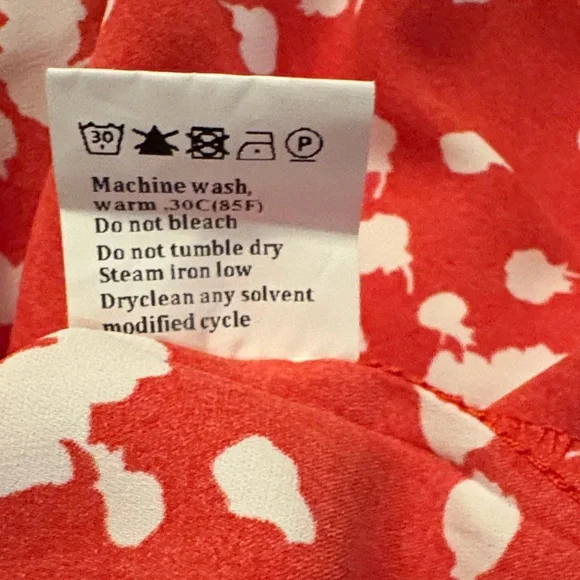 30 P
Machine wash,
warm .30C(85F)
Do not bleach
Do not tumble dry
Steam iron low
Dryclean any solvent
modified cycle